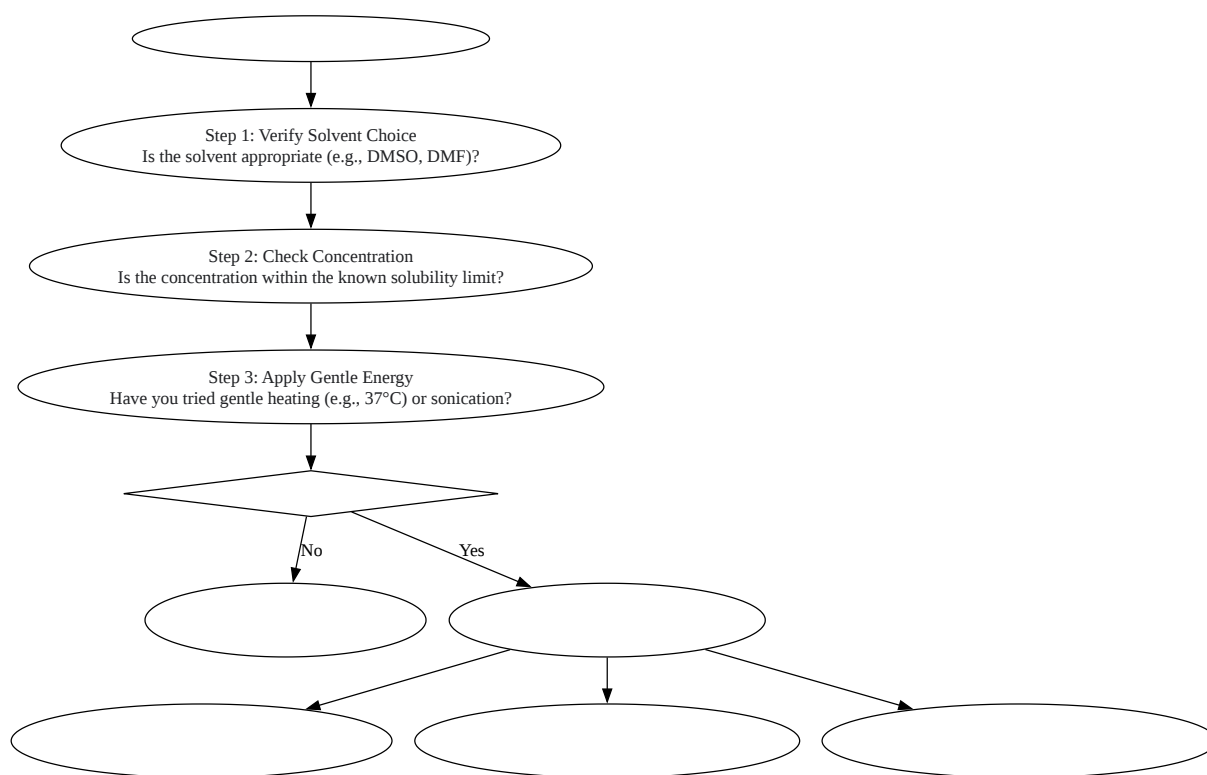 Step 1: Verify Solvent Choice
Is the solvent appropriate (e.g., DMSO, DMF)?
Step 2: Check Concentration
Is the concentration within the known solubility limit?
Step 3: Apply Gentle Energy
Have you tried gentle heating (e.g., 37°C) or sonication?
No
Yes